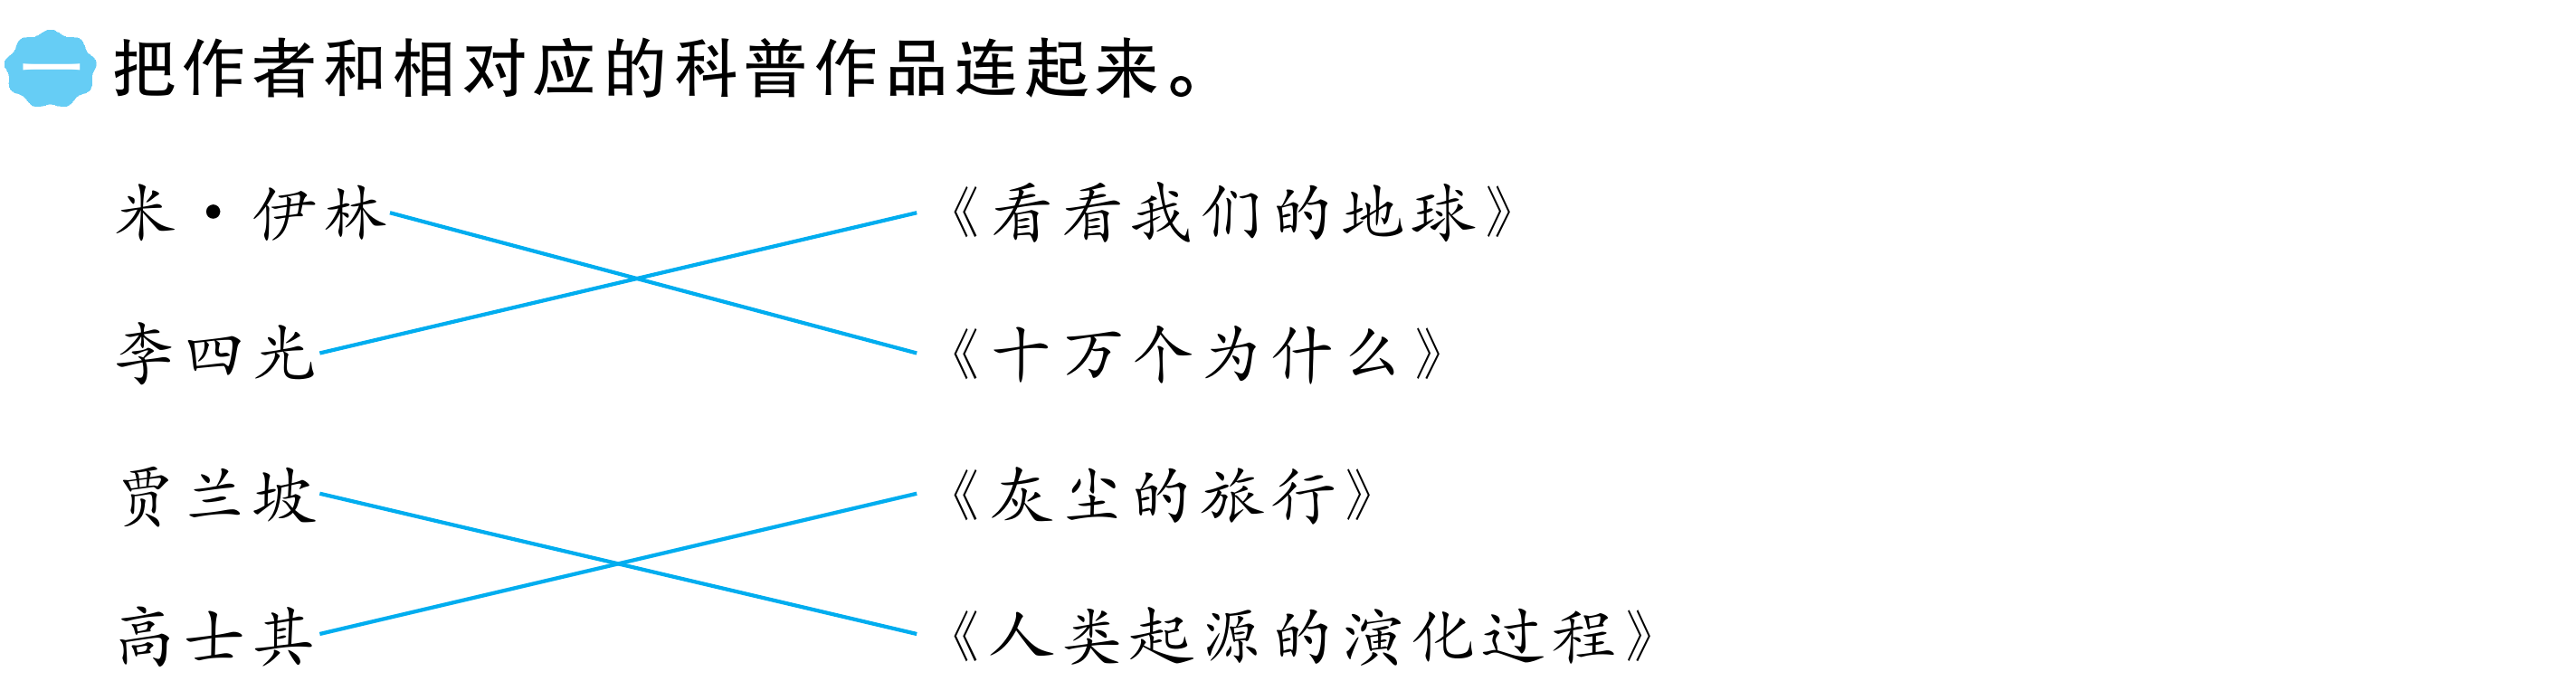 一 把作者和相对应的科普作品连起来。
米·伊林 《看看我们的地球》
李四光 《十万个为什么》
贾兰坡 《灰尘的旅行》
高士其 《人类起源的演化过程》